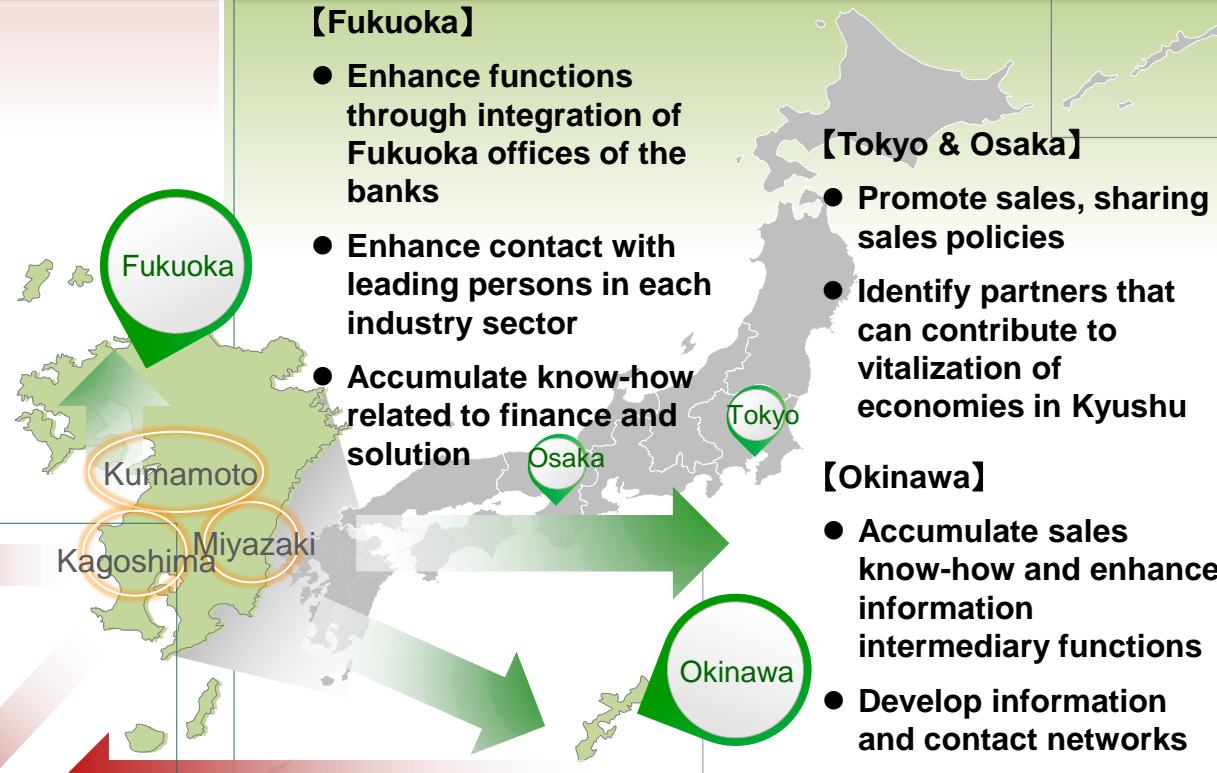 【Fukuoka】
● Enhance functions
through integration of
Fukuoka offices of the
banks
● Enhance contact with
leading persons in each
industry sector
● Accumulate know-how
related to finance and
solution
【Tokyo & Osaka】
● Promote sales, sharing
sales policies
● Identify partners that
can contribute to
vitalization of
economies in Kyushu
【Okinawa】
● Accumulate sales
know-how and enhance
information
intermediary functions
● Develop information
and contact networks
Fukuoka
Kumamoto
Kagoshima
Miyazaki
Osaka
Tokyo
Okinawa